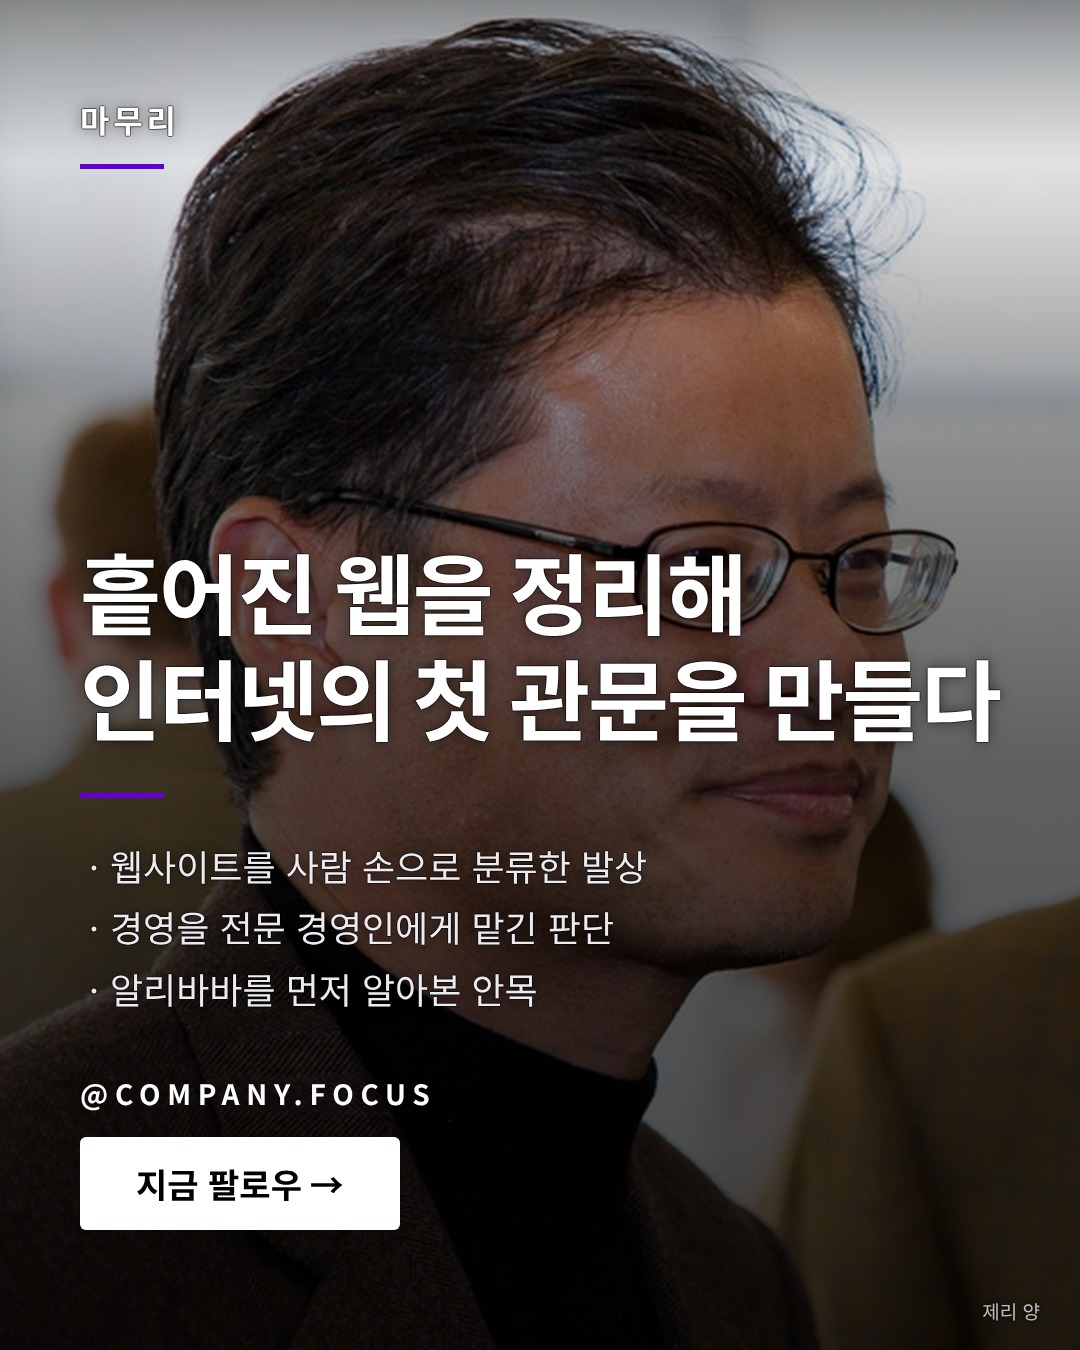 마무리
흩어진 웹을 정리해
인터넷의 첫 관문을 만들다
· 웹사이트를 사람 손으로 분류한 발상
· 경영을 전문 경영인에게 맡긴 판단
· 알리바바를 먼저 알아본 안목
@COMPANY.FOCUS
지금 팔로우 →
제리 양